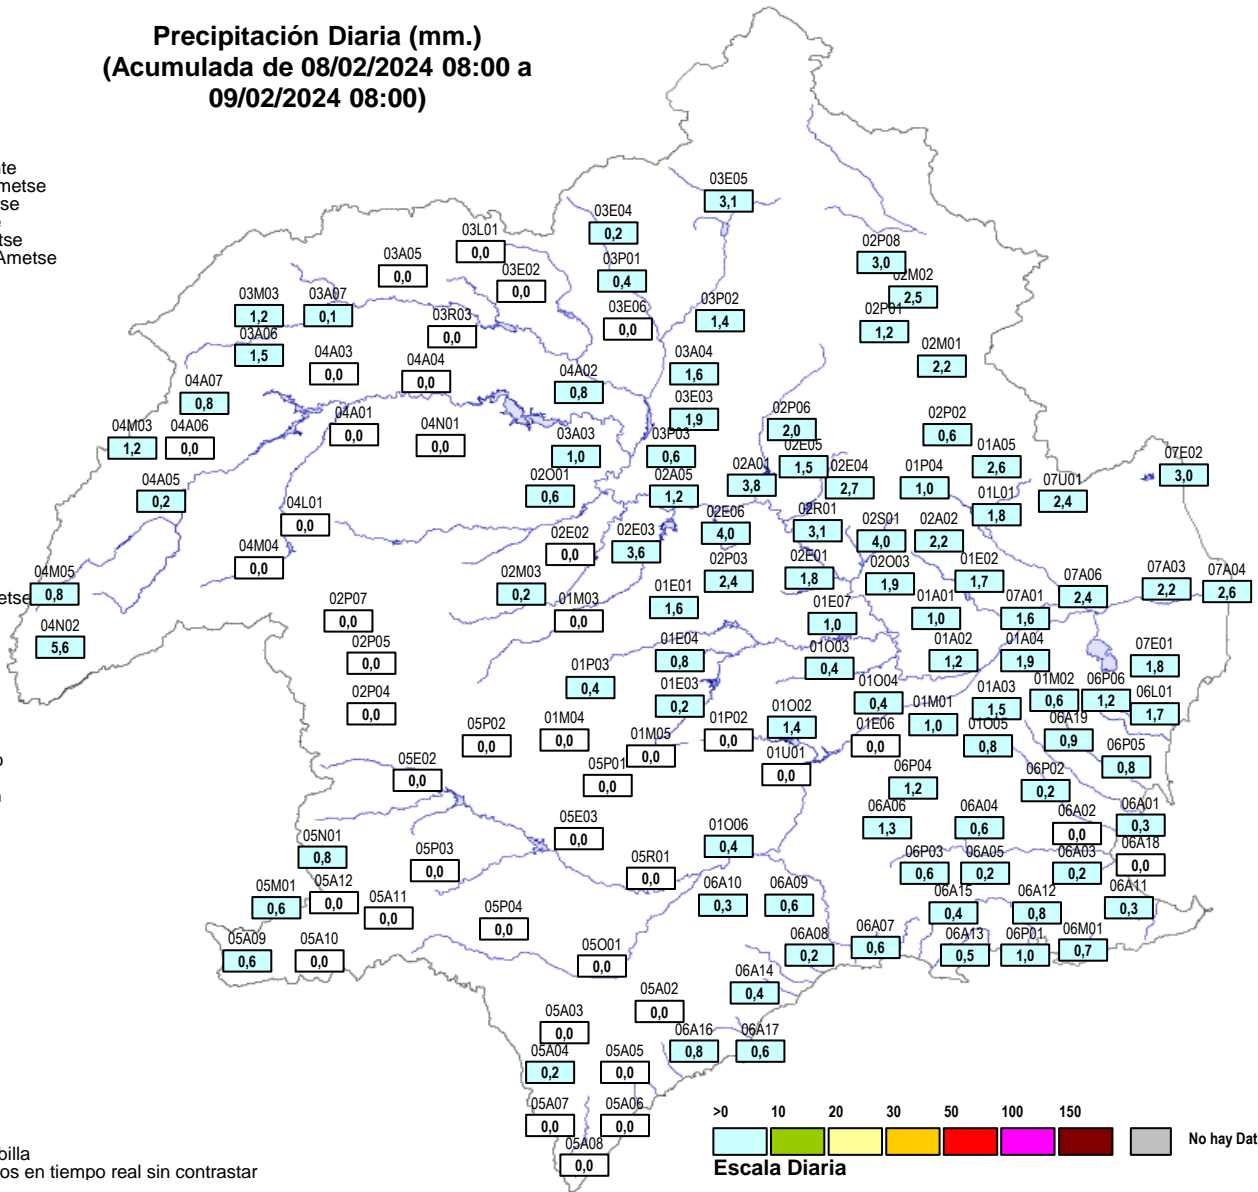 Precipitación Diaria (mm.)
(Acumulada de 08/02/2024 08:00 a
09/02/2024 08:00)
nte
metse
tse
e
tse
Ametse
03E05
3,1
03E04
0,2
03L01
0,0
02P08
3,0
03A05
0,0
03P01
0,4
03E02
0,0
02M02
2,5
03M03
1,2
03A07
0,1
03P02
1,4
03E06
0,0
02P01
1,2
03R03
0,0
03A06
1,5
02M01
2,2
04A03
0,0
04A04
0,0
03A04
1,6
04A02
0,8
04A07
0,8
03E03
1,9
02P06
2,0
04A01
0,0
02P02
0,6
04M03
1,2
04A06
0,0
04N01
0,0
03A03
1,0
03P03
0,6
02E05
1,5
01A05
2,6
07E02
3,0
02A01
3,8
02E04
2,7
01P04
1,0
02O01
0,6
02A05
1,2
07U01
2,4
04A05
0,2
01L01
1,8
04L01
0,0
02E06
4,0
02R01
3,1
02S01
4,0
02A02
2,2
02E02
0,0
02E03
3,6
04M04
0,0
02P03
2,4
02E01
1,8
02O03
1,9
01E02
1,7
07A03
2,2
07A04
2,6
04M05
0,8
etse
02M03
0,2
07A06
2,4
01E01
1,6
01M03
0,0
02P07
0,0
01E07
1,0
01A01
1,0
07A01
1,6
04N02
5,6
02P05
0,0
01E04
0,8
01O03
0,4
01A02
1,2
01A04
1,9
07E01
1,8
01P03
0,4
01E03
0,2
02P04
0,0
01O04
0,4
01A03
1,5
01M02
0,6
06P06
1,2
06L01
1,7
01O02
1,4
01M01
1,0
05P02
0,0
01M04
0,0
01P02
0,0
01E06
0,0
01O05
0,8
06A19
0,9
01M05
0,0
06P05
0,8
05E02
0,0
05P01
0,0
01U01
0,0
06P04
1,2
06P02
0,2
o
n
06A06
1,3
06A04
0,6
06A02
0,0
06A01
0,3
05E03
0,0
01O06
0,4
05N01
0,8
06A18
0,0
05P03
0,0
05R01
0,0
06P03
0,6
06A05
0,2
06A03
0,2
05M01
0,6
05A12
0,0
05A11
0,0
06A10
0,3
06A09
0,6
06A15
0,4
06A12
0,8
06A11
0,3
05P04
0,0
05A09
0,6
05A10
0,0
05O01
0,0
06A08
0,2
06A07
0,6
06A13
0,5
06P01
1,0
06M01
0,7
06A14
0,4
05A02
0,0
05A03
0,0
06A16
0,8
06A17
0,6
05A04
0,2
05A05
0,0
05A07
0,0
05A06
0,0
05A08
0,0
>0 10 20 30 50 100 150
No hay Dat
Escala Diaria
billa
os en tiempo real sin contrastar